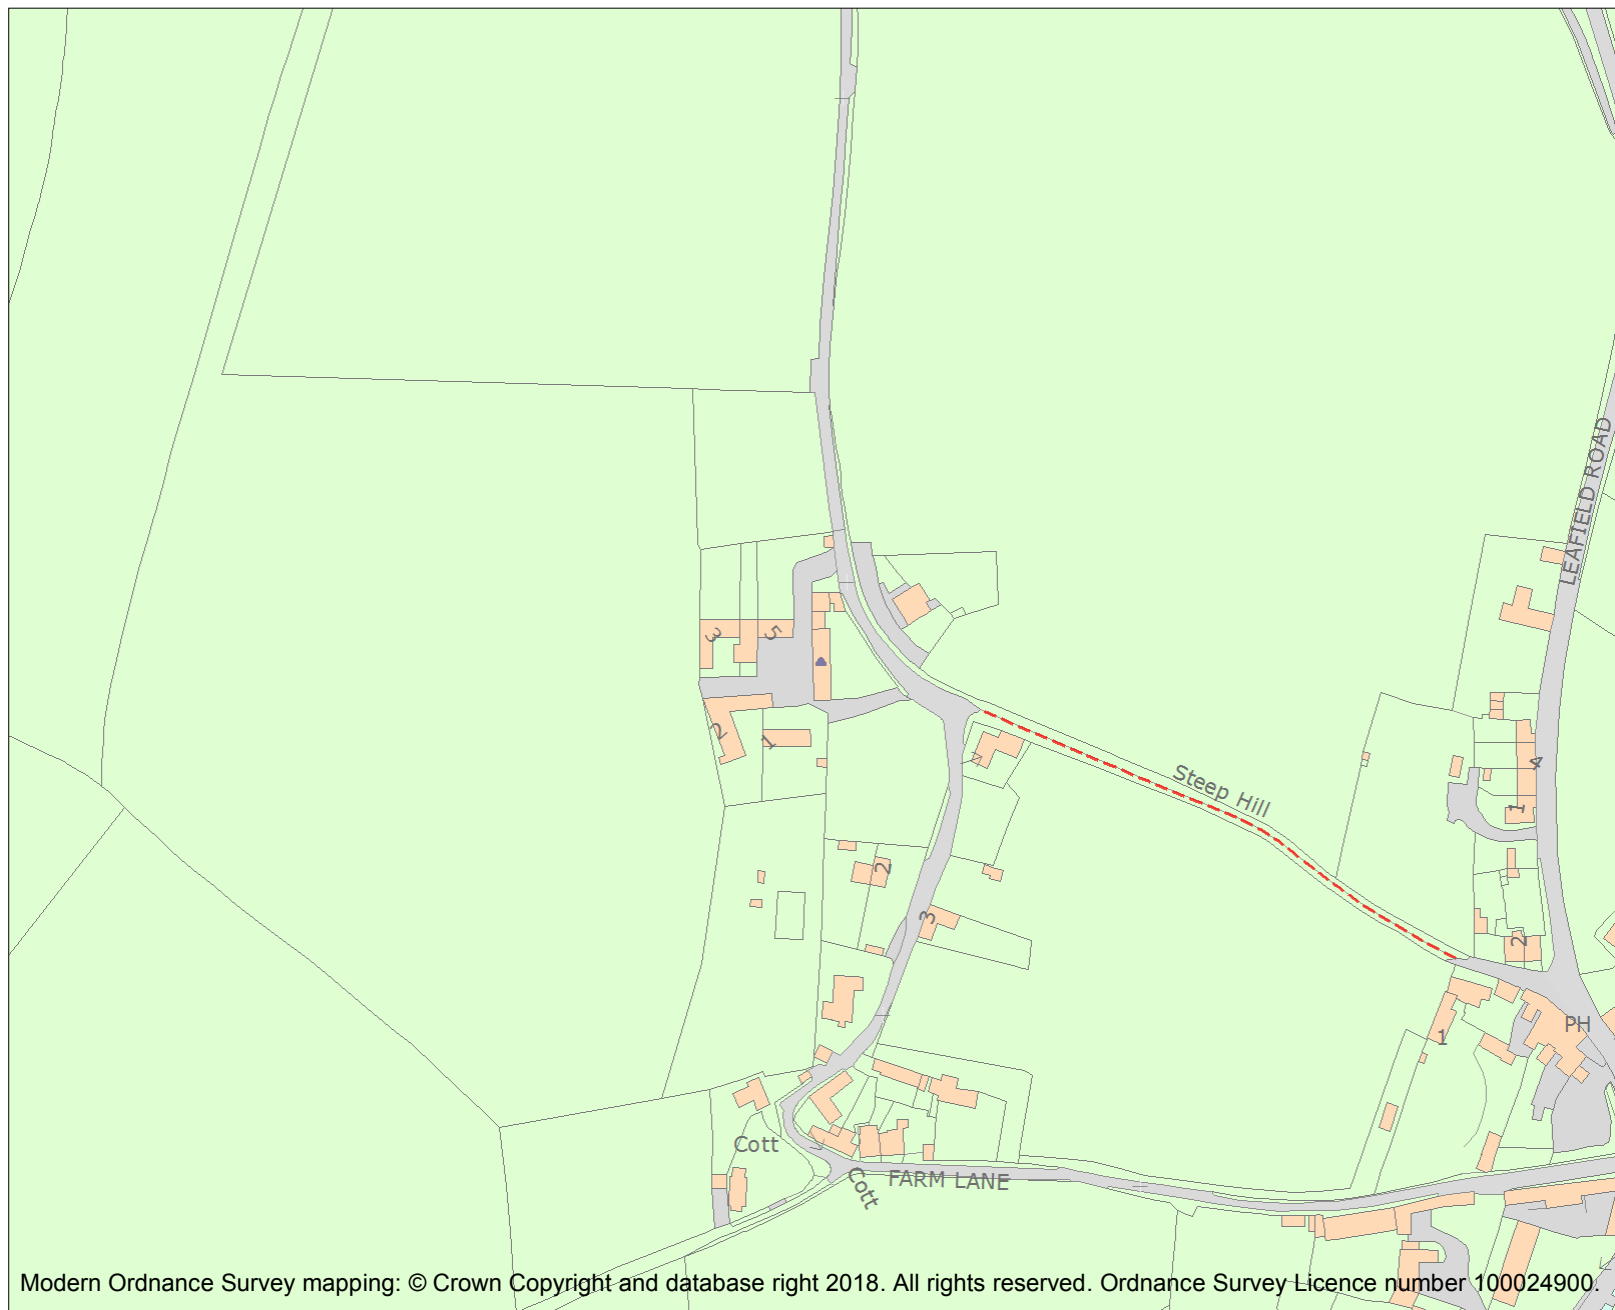 LEAFIELD ROAD
3
5
2
1
Steep Hill
4
1
2
3
2
PH
1
Cott
Cott
FARM LANE
Modern Ordnance Survey mapping: © Crown Copyright and database right 2018. All rights reserved. Ordnance Survey Licence number 100024900.